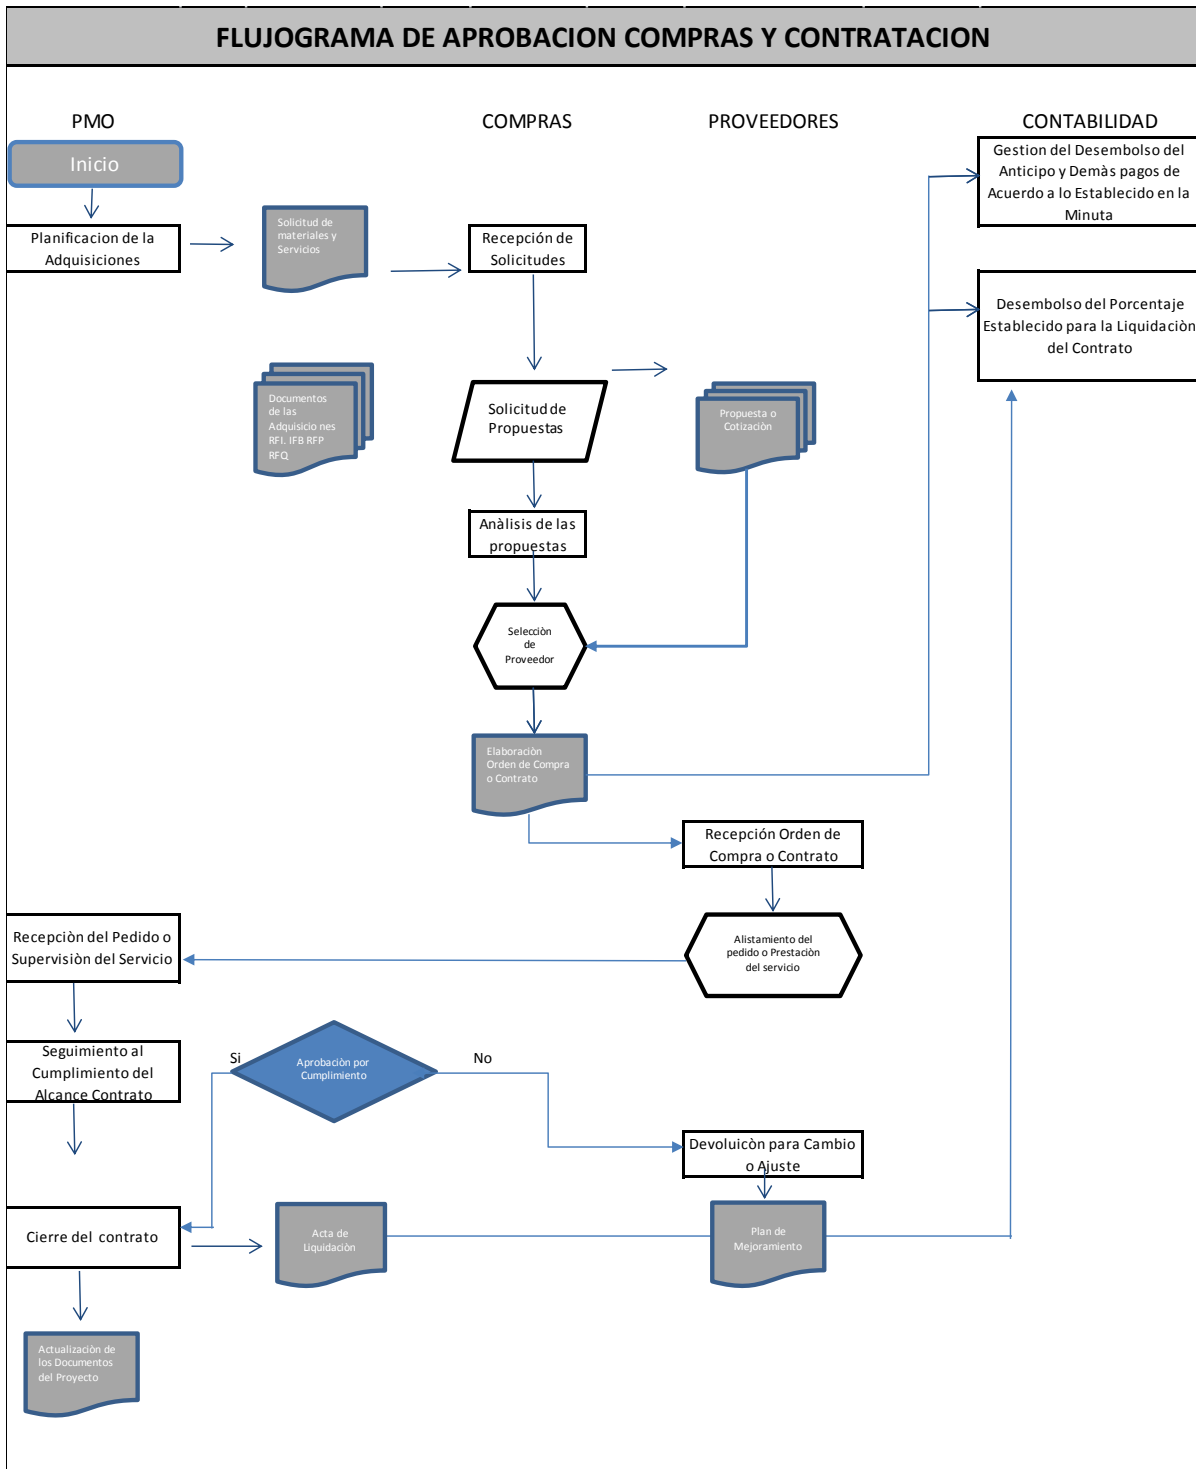 FLUJOGRAMA DE APROBACION COMPRAS Y CONTRATACION
PMO
COMPRAS
PROVEEDORES
CONTABILIDAD
Inicio
Gestion del Desembolso del
Anticipo y Demàs pagos de
Acuerdo a lo Establecido en la
Minuta
Planificacion de la
Adquisiciones
Solicitud de
materiales y
Servicios
Recepción de
Solicitudes
Desembolso del Porcentaje
Establecido para la Liquidaciòn
del Contrato
Documentos
de las
Adquisicio nes
RFI. IFB RFP
RFQ
Solicitud de
Propuestas
Propuesta o
Cotizaciòn
Anàlisis de las
propuestas
Selecciòn
de
Proveedor
Elaboraciòn
Orden de Compra
o Contrato
Recepción Orden de
Compra o Contrato
Recepciòn del Pedido o
Supervisiòn del Servicio
Alistamiento del
pedido o Prestaciòn
del servicio
Seguimiento al
Cumplimiento del
Alcance Contrato
Si
Aprobaciòn por
Cumplimiento
No
Devoluicòn para Cambio
o Ajuste
Cierre del contrato
Acta de
Liquidaciòn
Plan de
Mejoramiento
Actualizaciòn de
los Documentos
del Proyecto